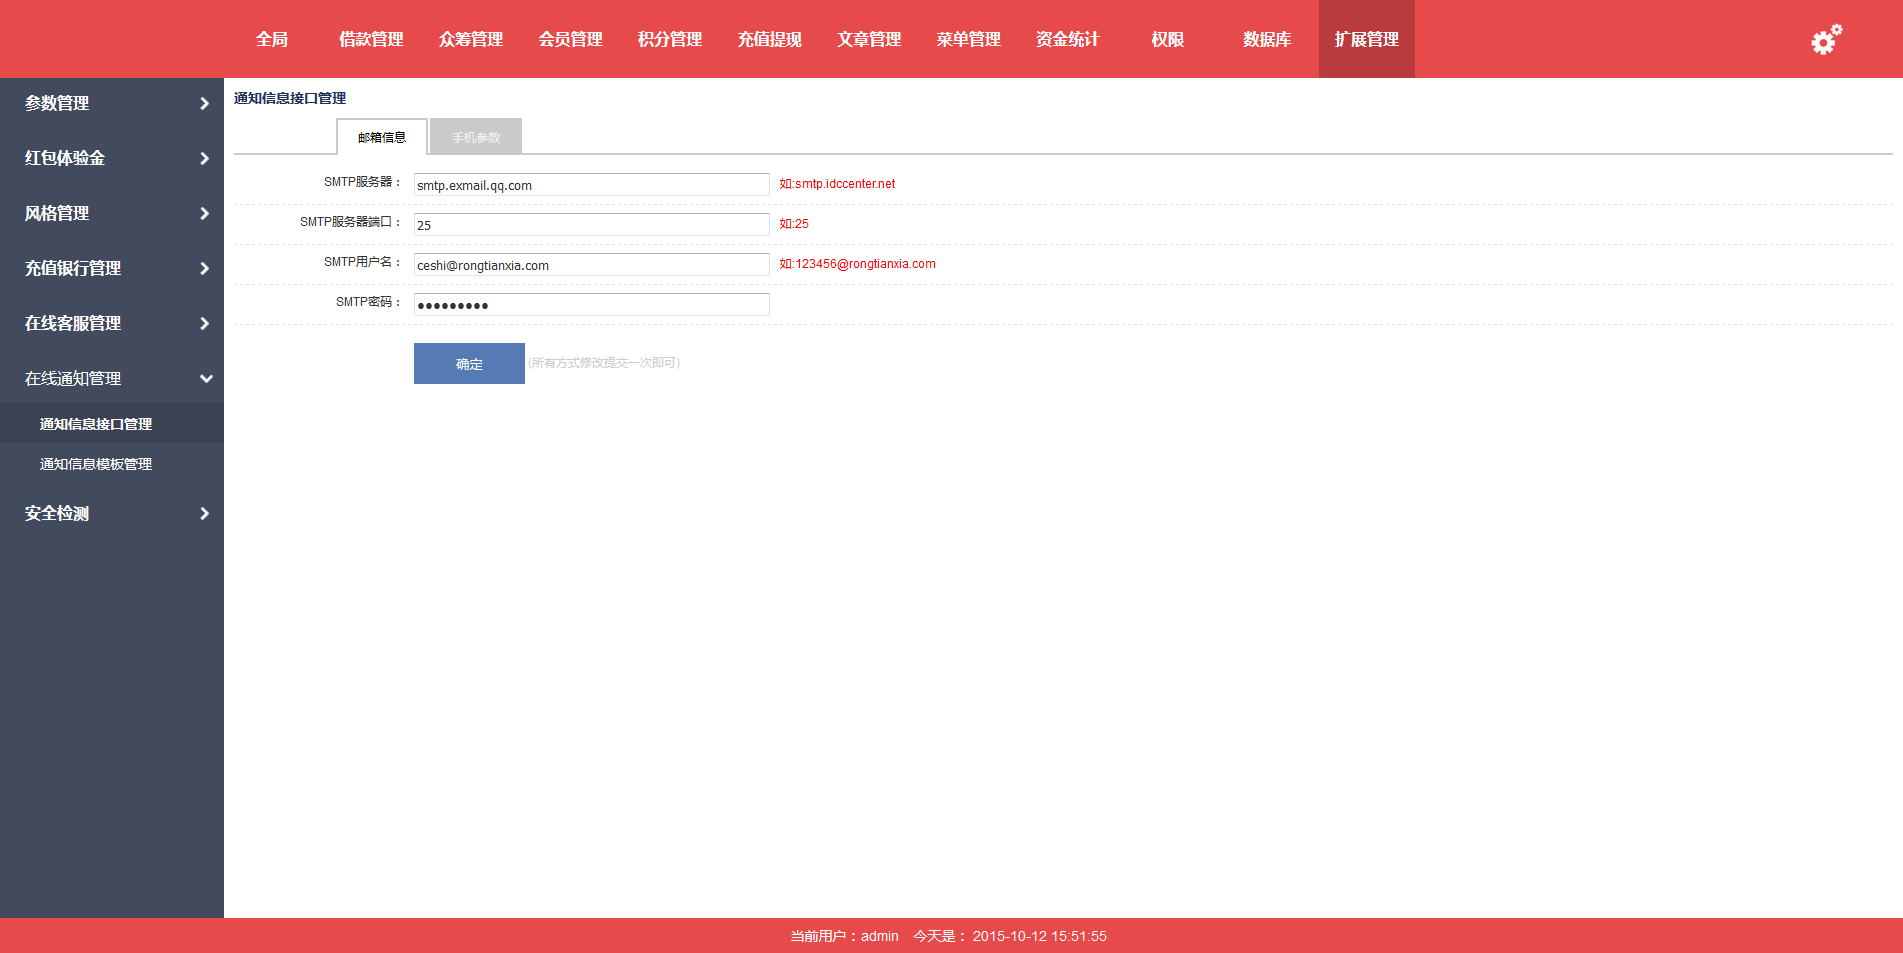 全局 借款管理 众筹管理 会员管理 积分管理 充值提现 文章管理 菜单管理 资金统计 权限 数据库 扩展管理
参数管理
红包体验金
风格管理
充值银行管理
在线客服管理
在线通知管理
通知信息接口管理
通知信息模板管理
安全检测
通知信息接口管理
邮箱信息 手机参数
SMTP服务器： smtp.exmail.qq.com 如:smtp.idccenter.net
SMTP服务器端口： 25 如:25
SMTP用户名： ceshi@rongtianxia.com 如:123456@rongtianxia.com
SMTP密码： ●●●●●●●●●
确定 (所有方式修改提交一次即可)
当前用户：admin 今天是： 2015-10-12 15:51:55